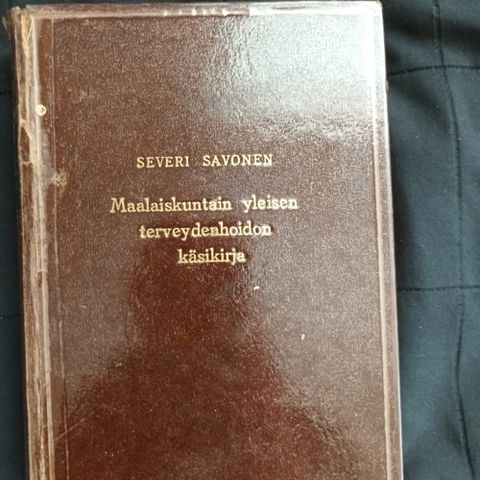 SEVERI SAVONEN
Maalaiskuntain yleisen
terveydenhoidon
käsikirja